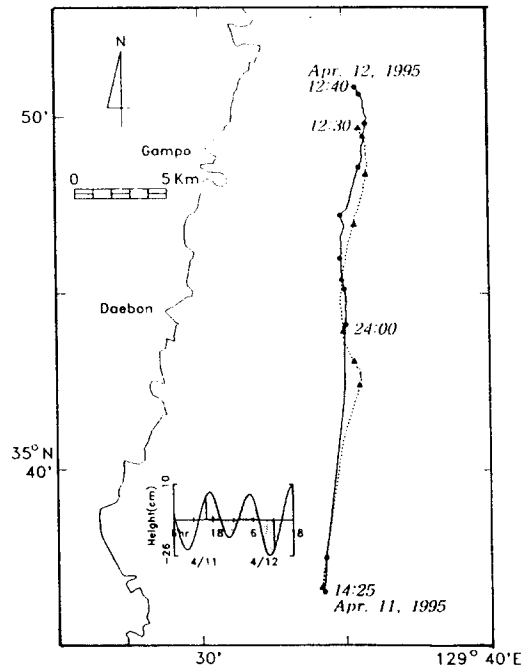 N
Apr. 12, 1995
12:40
50'
12:30
Gampo
0 5 Km
Daebon
24:00
35° N
40'
10
Height(cm)
-26
hr 18 6 18
4/11 4/12
14:25
Apr. 11, 1995
30'
129° 40'E